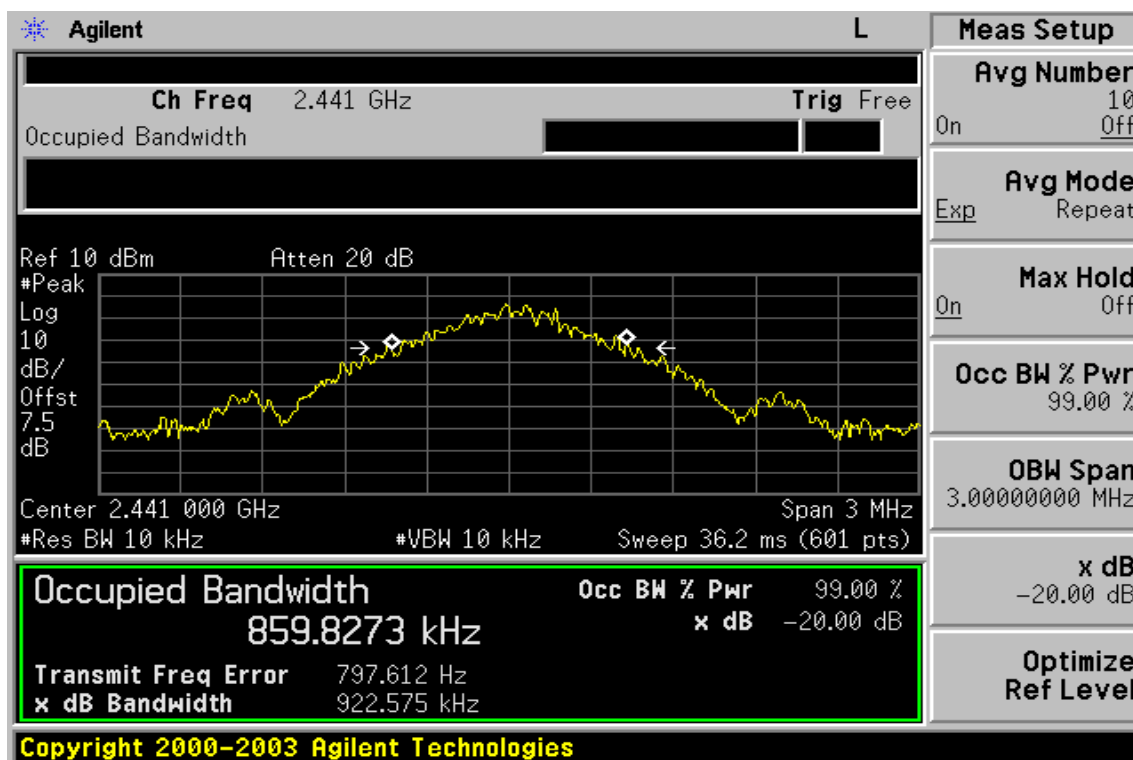 Agilent
L
Ch Freq 2.441 GHz
Trig Free
Occupied Bandwidth
Ref 10 dBm
Atten 20 dB
#Peak
Log
10
dB/
Offst
7.5
dB
Center 2.441 000 GHz
Span 3 MHz
#Res BW 10 kHz
#VBW 10 kHz
Sweep 36.2 ms (601 pts)
Occupied Bandwidth
859.8273 kHz
Occ BW % Pwr 99.00 %
x dB -20.00 dB
Transmit Freq Error 797.612 Hz
x dB Bandwidth 922.575 kHz
Copyright 2000-2003 Agilent Technologies
Meas Setup
Avg Number
10
On Off
Avg Mode
Exp Repeat
Max Hold
On Off
Occ BW % Pwr
99.00 %
OBW Span
3.00000000 MHz
x dB
-20.00 dB
Optimize
Ref Level